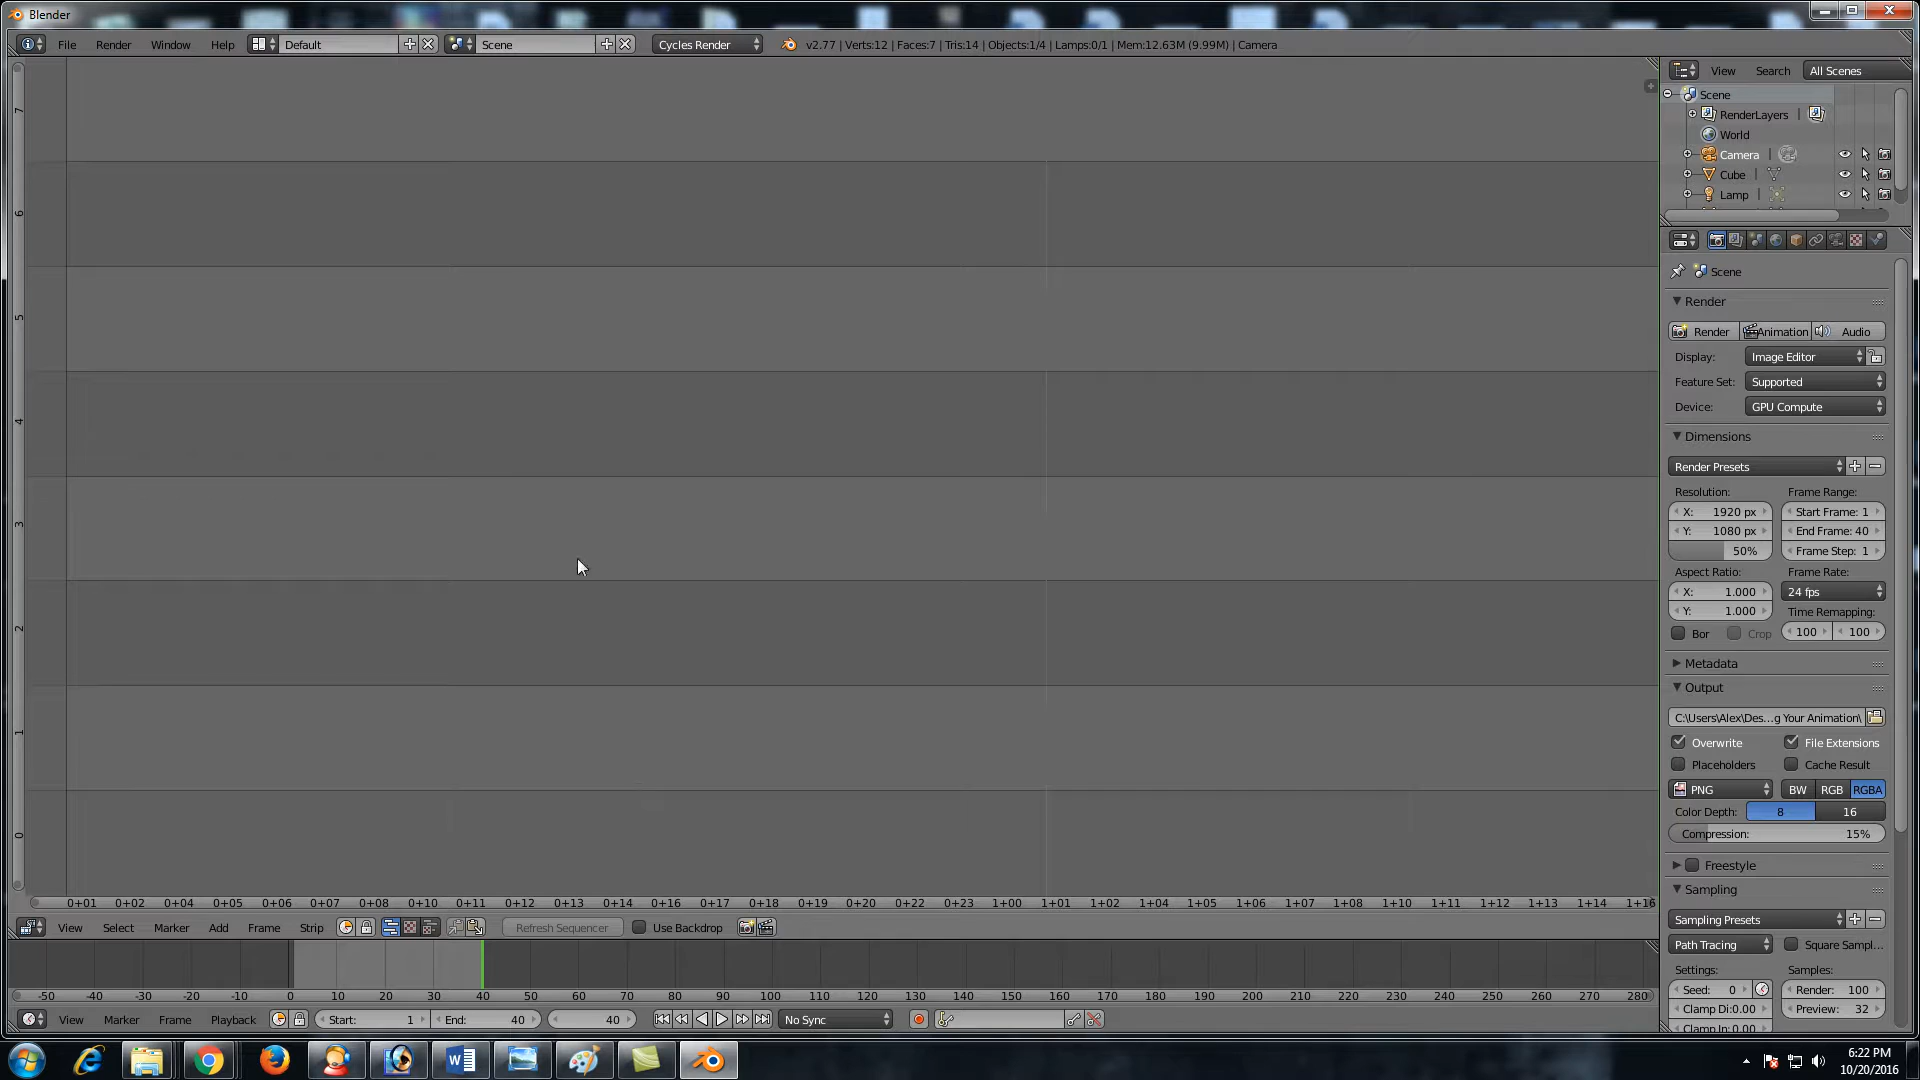 Blender
File Render Window Help Default Scene Cycles Render v2.77 | Verts:12 | Faces:7 | Tris:14 | Objects:1/4 | Lamps:0/1 | Mem:12.63M (9.99M) | Camera
View Search All Scenes
Scene
RenderLayers
World
Camera
Cube
Lamp
Scene
Render
Render Animation Audio
Display: Image Editor
Feature Set: Supported
Device: GPU Compute
Dimensions
Render Presets
Resolution: Frame Range:
X: 1920 px Start Frame: 1
Y: 1080 px End Frame: 40
50% Frame Step: 1
Aspect Ratio: Frame Rate:
X: 1.000 24 fps
Y: 1.000 Time Remapping:
Bor Crop 100 100
Metadata
Output
C:\Users\Alex\Des...g Your Animation\
Overwrite File Extensions
Placeholders Cache Result
PNG BW RGB RGBA
Color Depth: 8 16
Compression: 15%
Freestyle
Sampling
Sampling Presets
Path Tracing Square Sampl...
Settings: Samples:
Seed: 0 Render: 100
Clamp Di:0.00 Preview: 32
Clamp In: 0.00
7
6
5
4
3
2
1
0
0+01 0+02 0+04 0+05 0+06 0+07 0+08 0+10 0+11 0+12 0+13 0+14 0+16 0+17 0+18 0+19 0+20 0+22 0+23 1+00 1+01 1+02 1+04 1+05 1+06 1+07 1+08 1+10 1+11 1+12 1+13 1+14 1+16
View Select Marker Add Frame Strip Refresh Sequencer Use Backdrop
-50 -40 -30 -20 -10 0 10 20 30 40 50 60 70 80 90 100 110 120 130 140 150 160 170 180 190 200 210 220 230 240 250 260 270 280
View Marker Frame Playback Start: 1 End: 40 40 No Sync
6:22 PM
10/20/2016